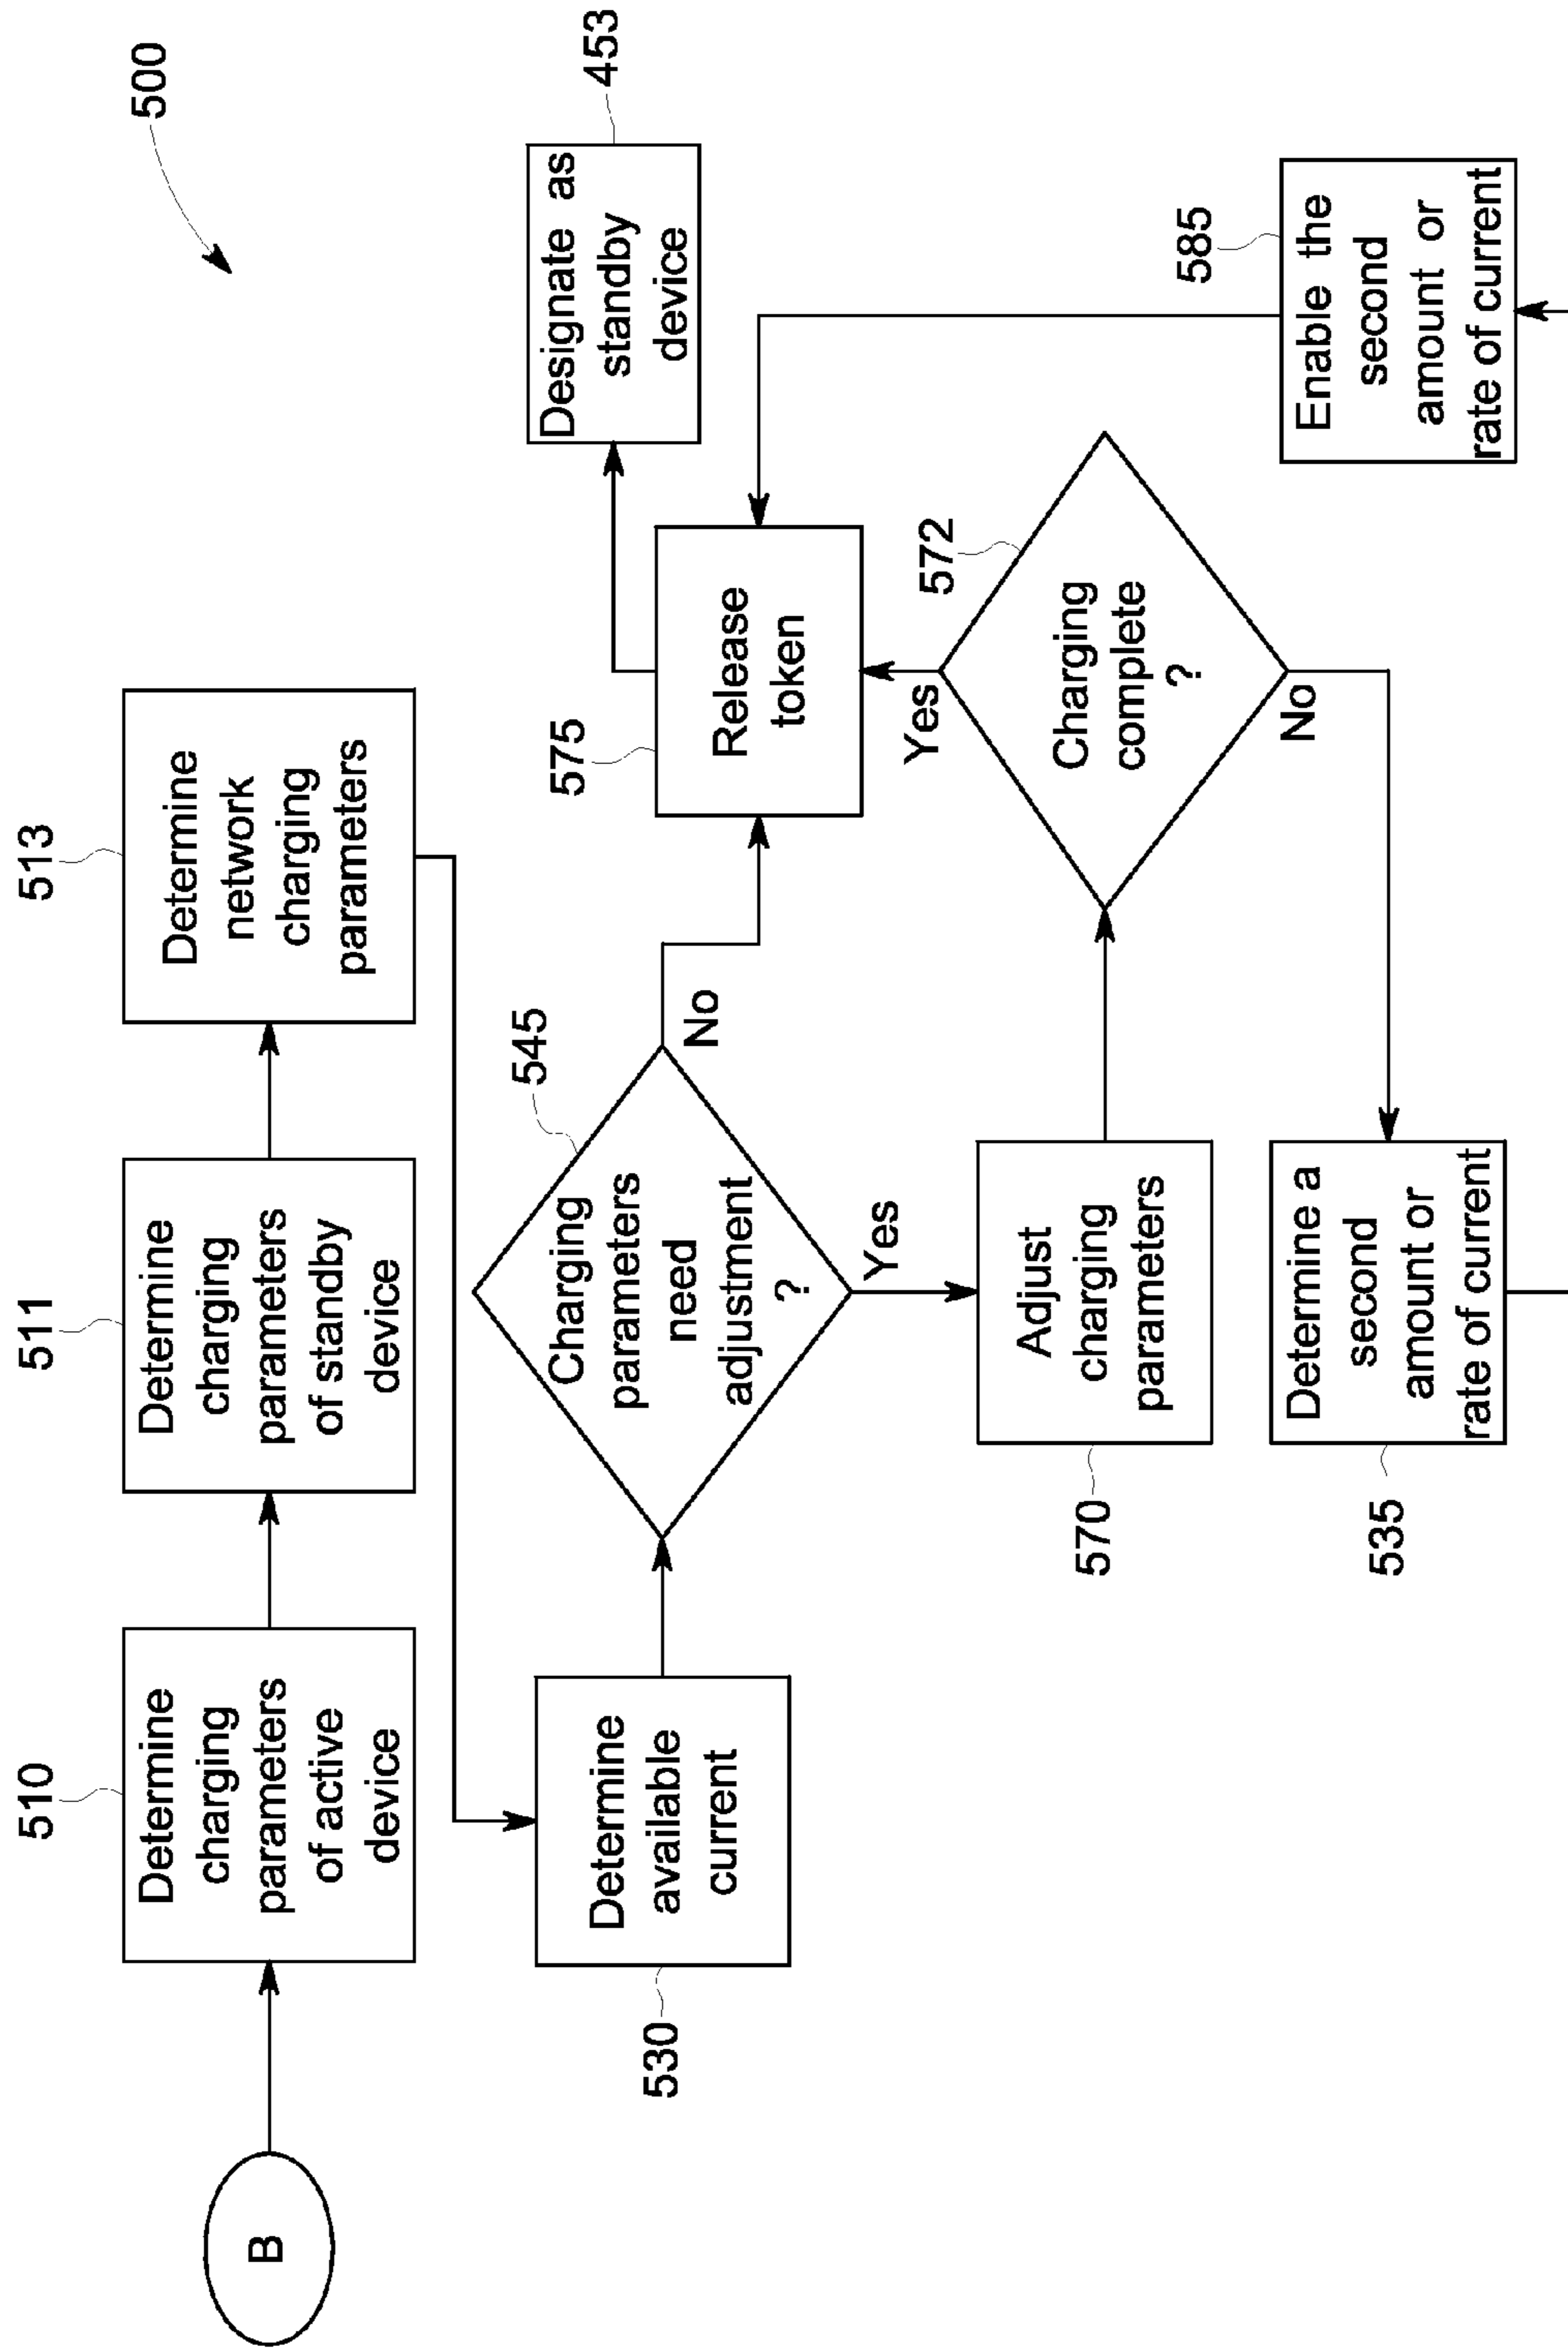 500
510
Determine
charging
parameters
of active
device
511
Determine
charging
parameters
of standby
device
513
Determine
network
charging
parameters
B
530
Determine
available
current
545
Charging
parameters
need
adjustment
?
No
Yes
575
Release
token
Designate as
standby
device
453
570
Adjust
charging
parameters
572
Charging
complete
?
Yes
No
535
Determine a
second
amount or
rate of current
585
Enable the
second
amount or
rate of current